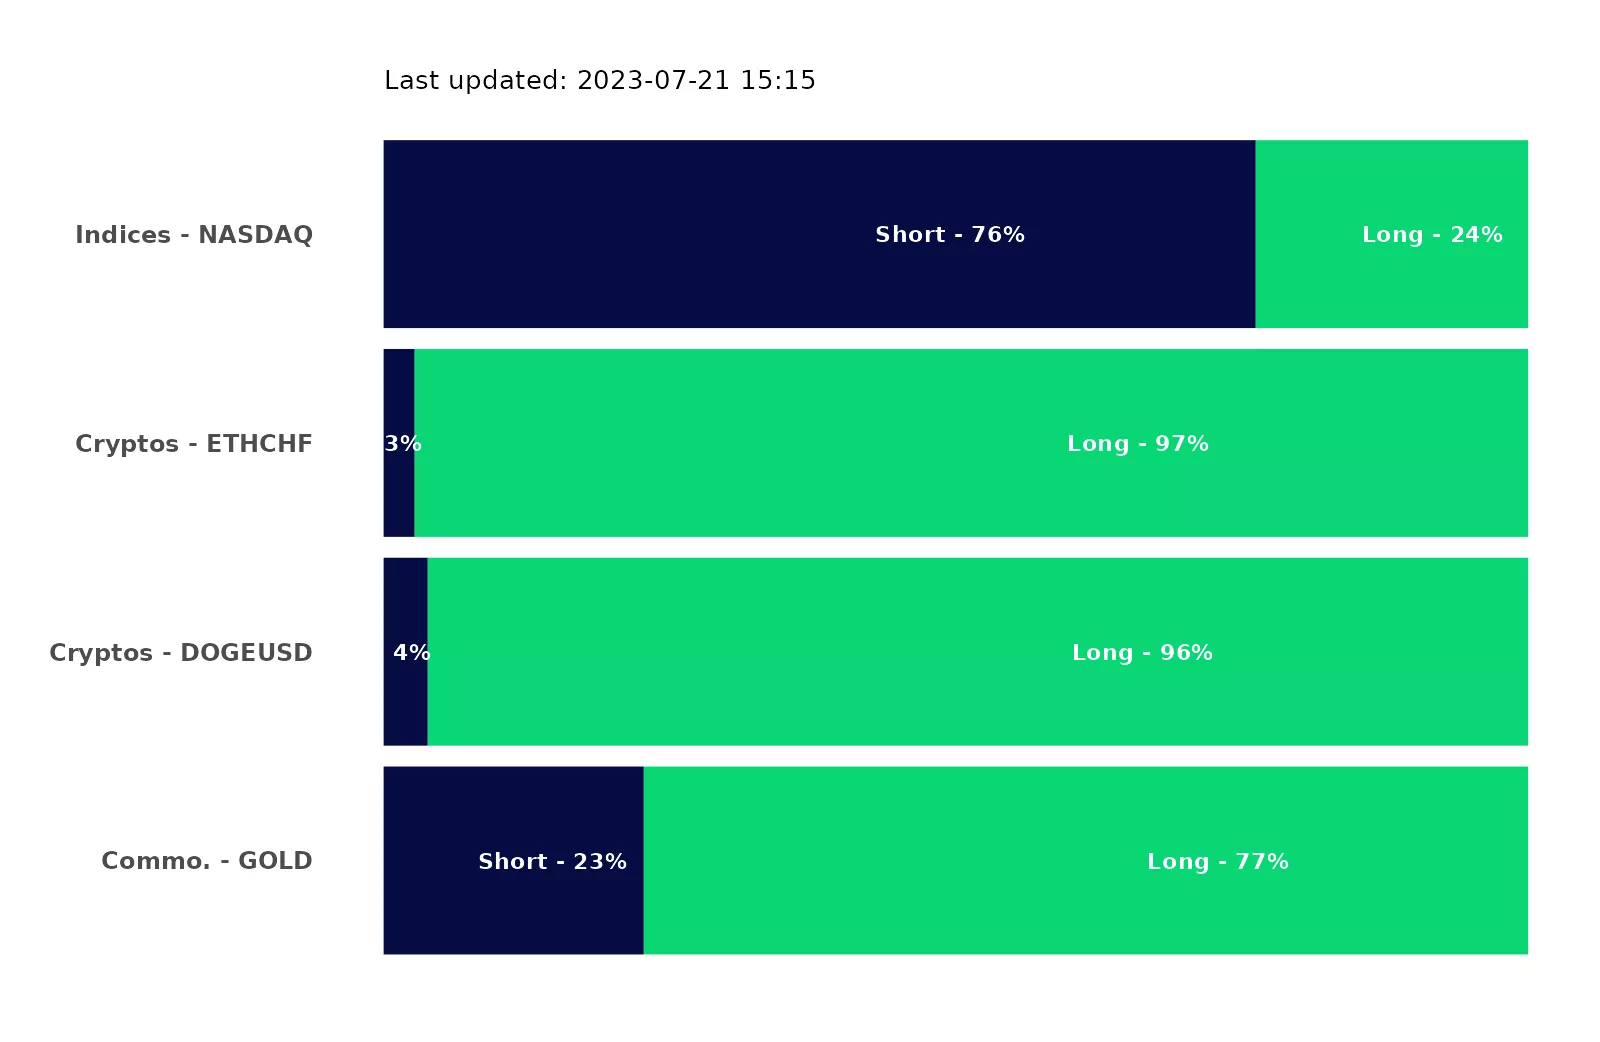 Last updated: 2023-07-21 15:15
Indices - NASDAQ
Short - 76%
Long - 24%
Cryptos - ETHCHF
3%
Long - 97%
Cryptos - DOGEUSD
4%
Long - 96%
Commo. - GOLD
Short - 23%
Long - 77%